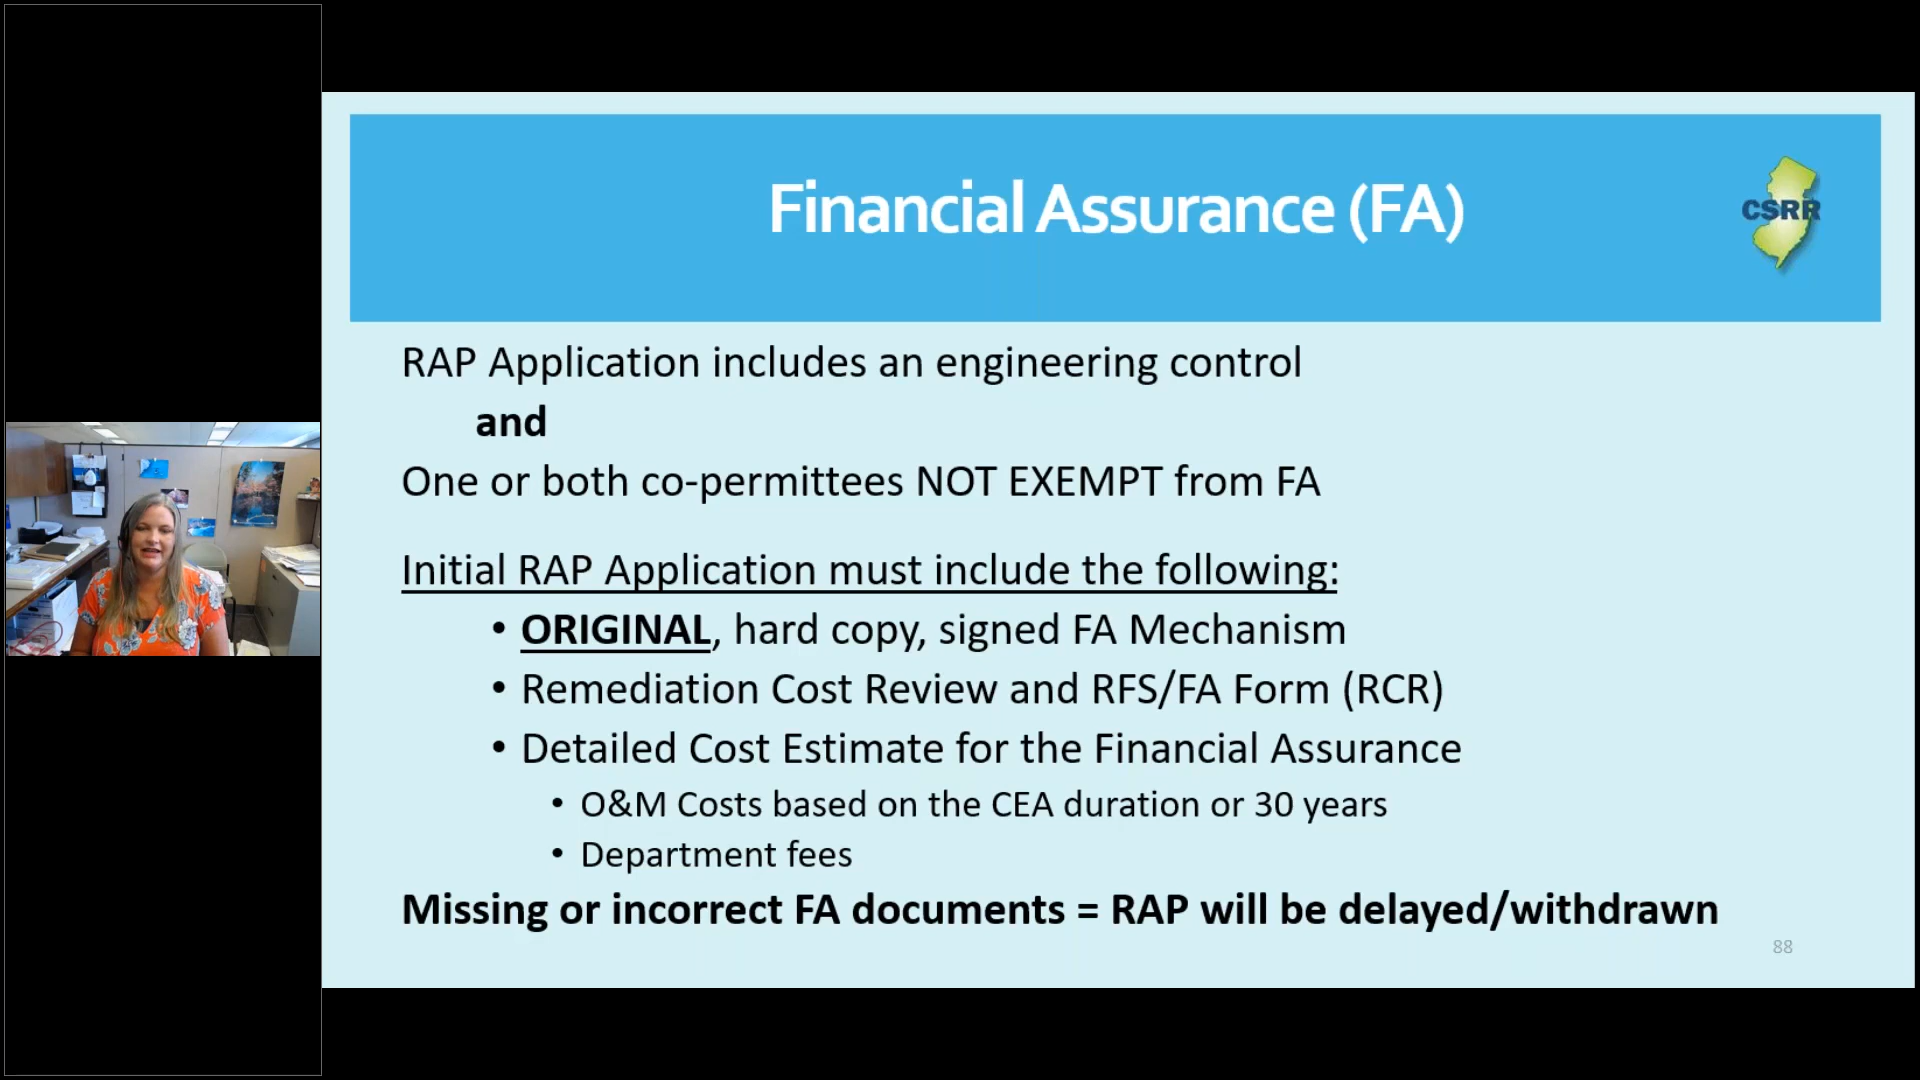 Financial Assurance (FA)
CSRR
RAP Application includes an engineering control
and
One or both co-permittees NOT EXEMPT from FA
Initial RAP Application must include the following:
• ORIGINAL, hard copy, signed FA Mechanism
• Remediation Cost Review and RFS/FA Form (RCR)
• Detailed Cost Estimate for the Financial Assurance
• O&M Costs based on the CEA duration or 30 years
• Department fees
Missing or incorrect FA documents = RAP will be delayed/withdrawn
88